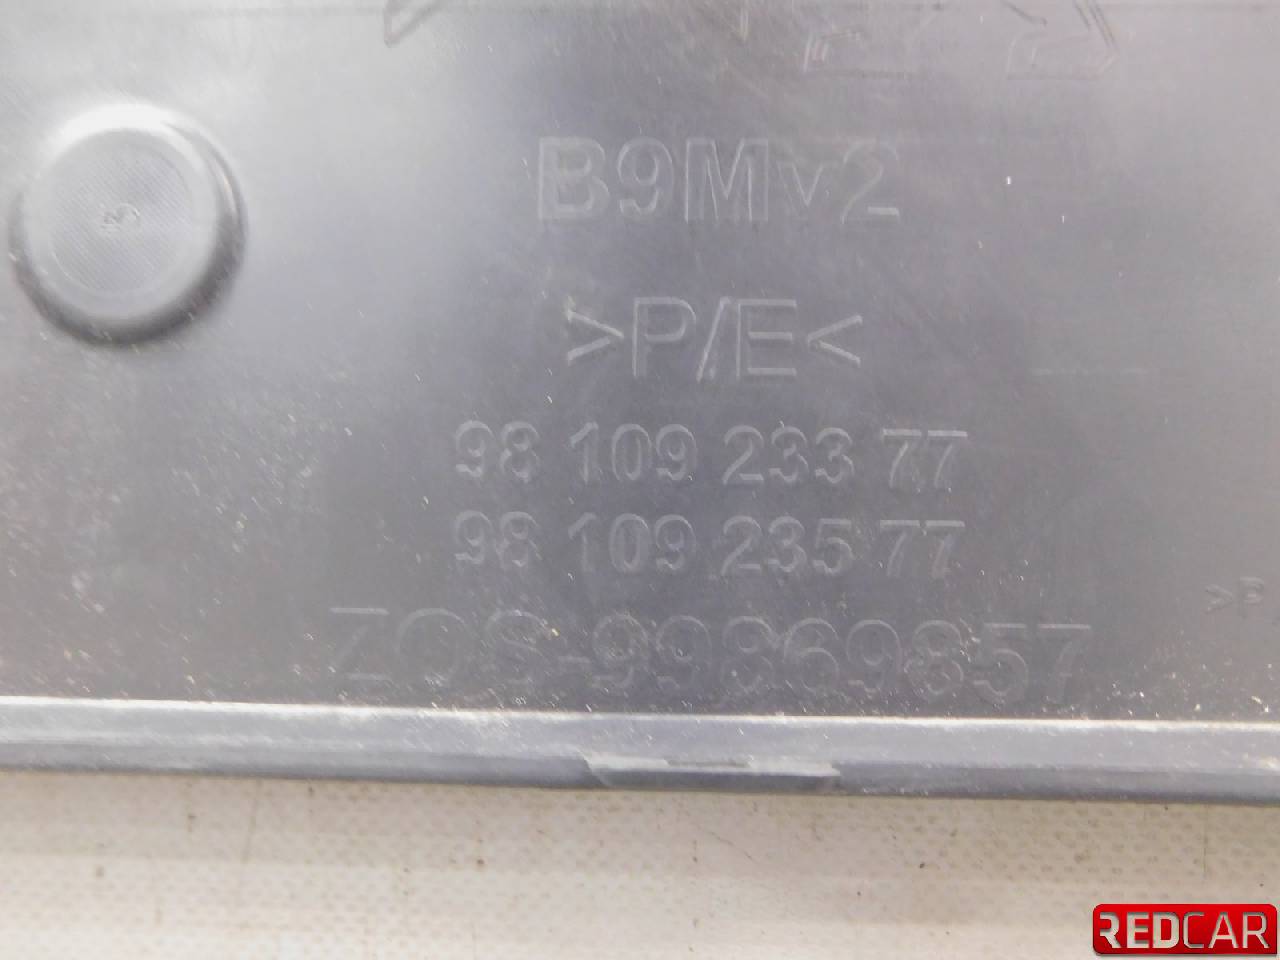 B9Mv2
>P/E<
98 109 233 77
98 109 235 77
ZOS-99869857
>P
REDCAR